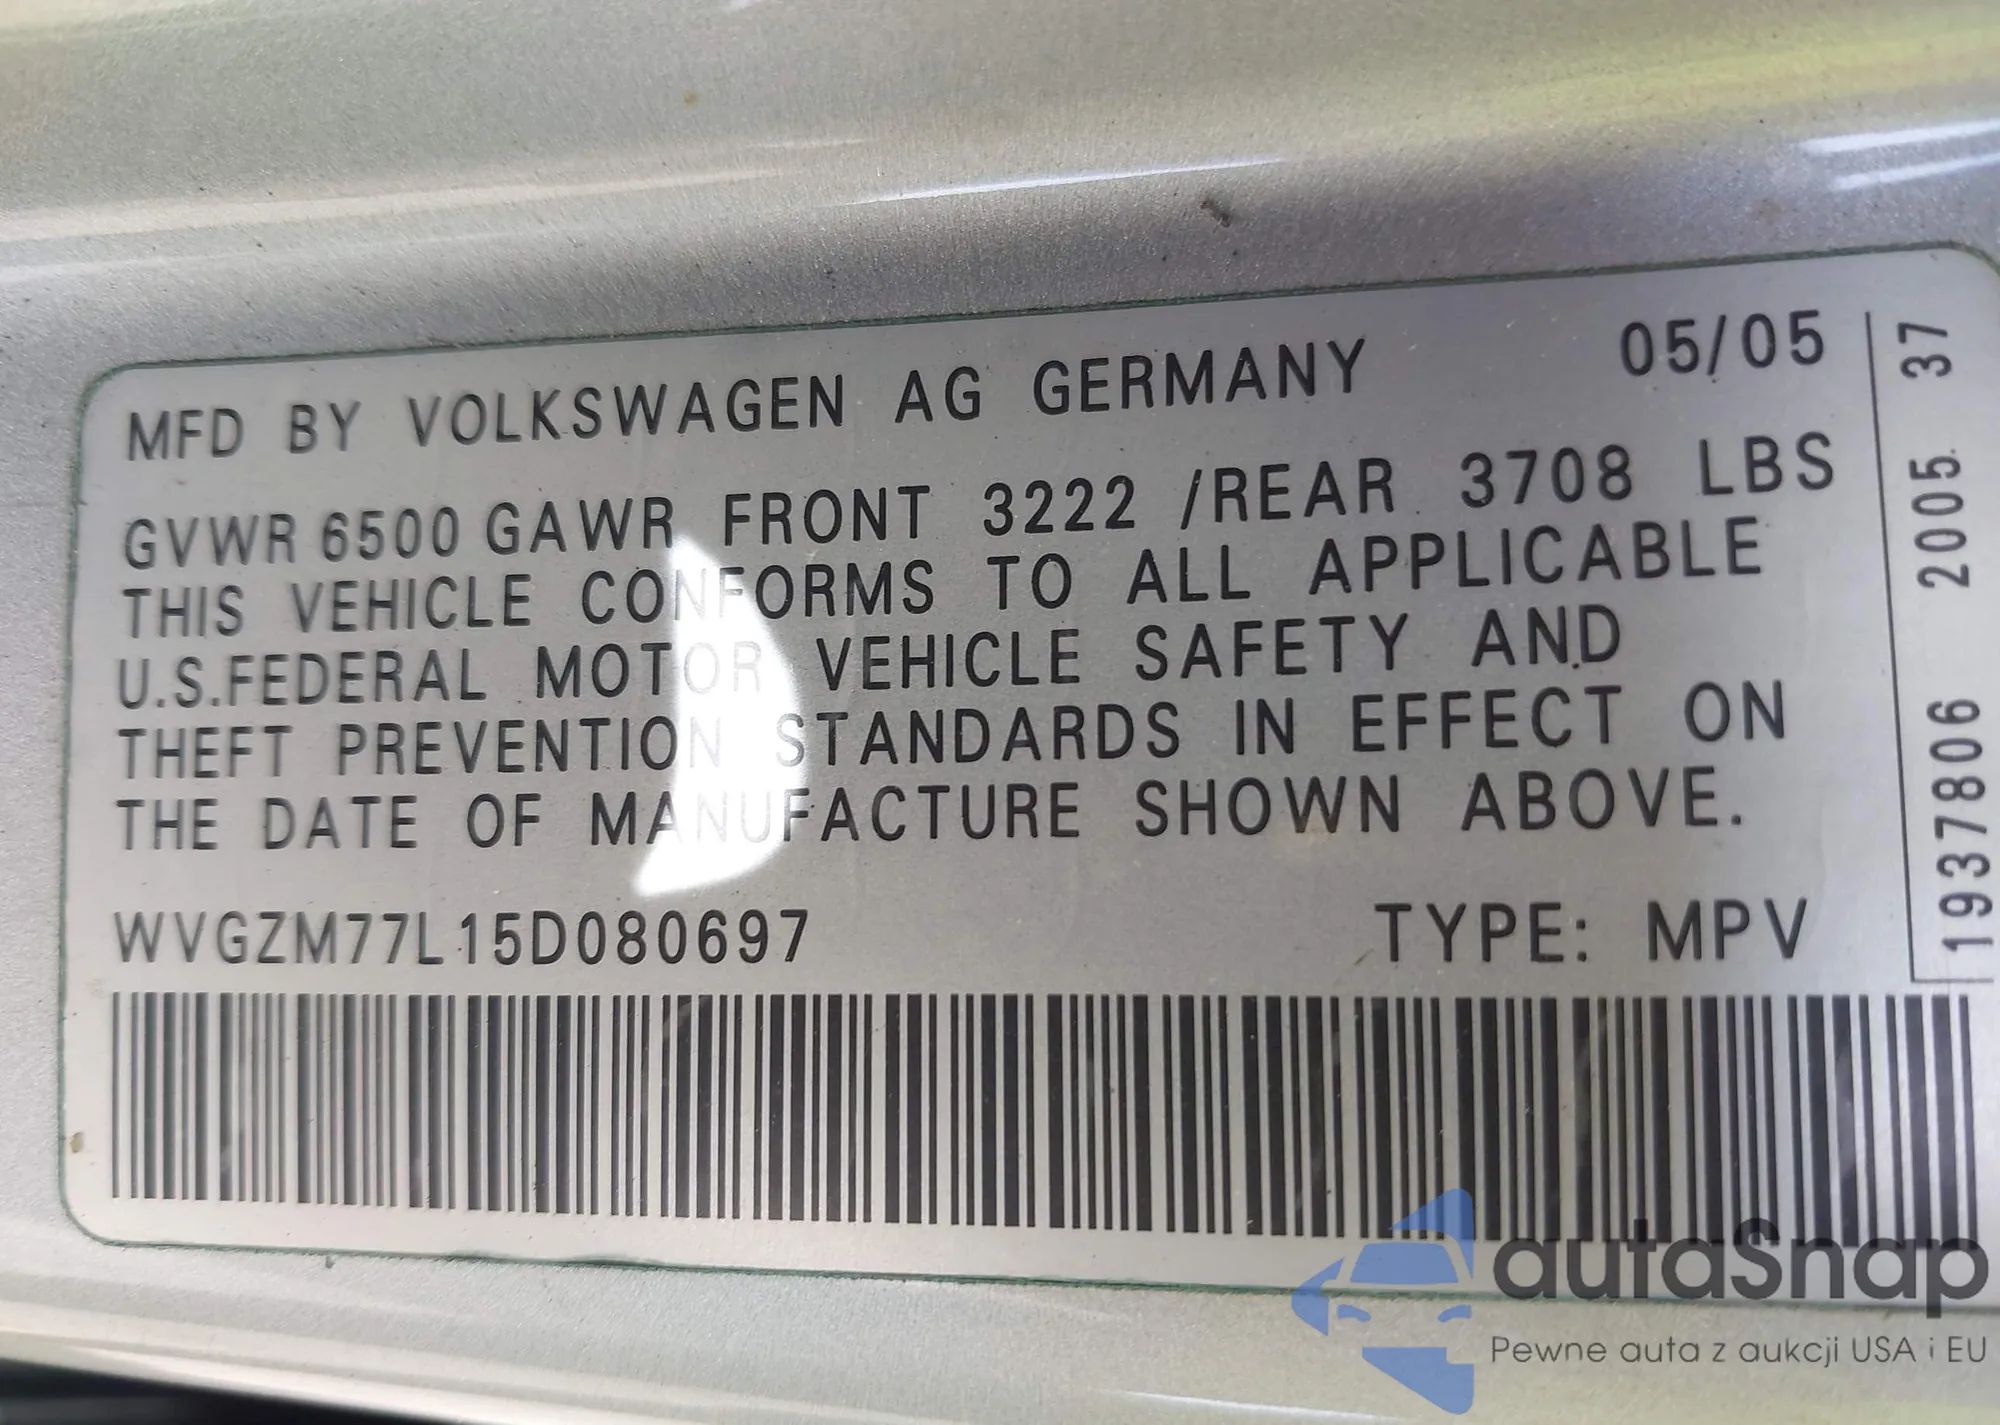 MFD BY VOLKSWAGEN AG GERMANY 05/05
GVWR 6500 GAWR FRONT 3222 /REAR 3708 LBS
THIS VEHICLE CONFORMS TO ALL APPLICABLE
U.S.FEDERAL MOTOR VEHICLE SAFETY AND
THEFT PREVENTION STANDARDS IN EFFECT ON
THE DATE OF MANUFACTURE SHOWN ABOVE.
WVGZM77L15D080697 TYPE: MPV
1937806 2005 37
autaSnap
Pewne auta z aukcji USA i EU